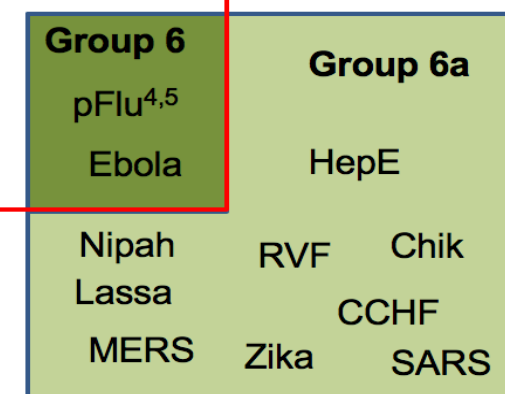 Group 6
pFlu4,5
Ebola
Group 6a
HepE
Nipah
RVF
Chik
Lassa
CCHF
MERS
Zika
SARS